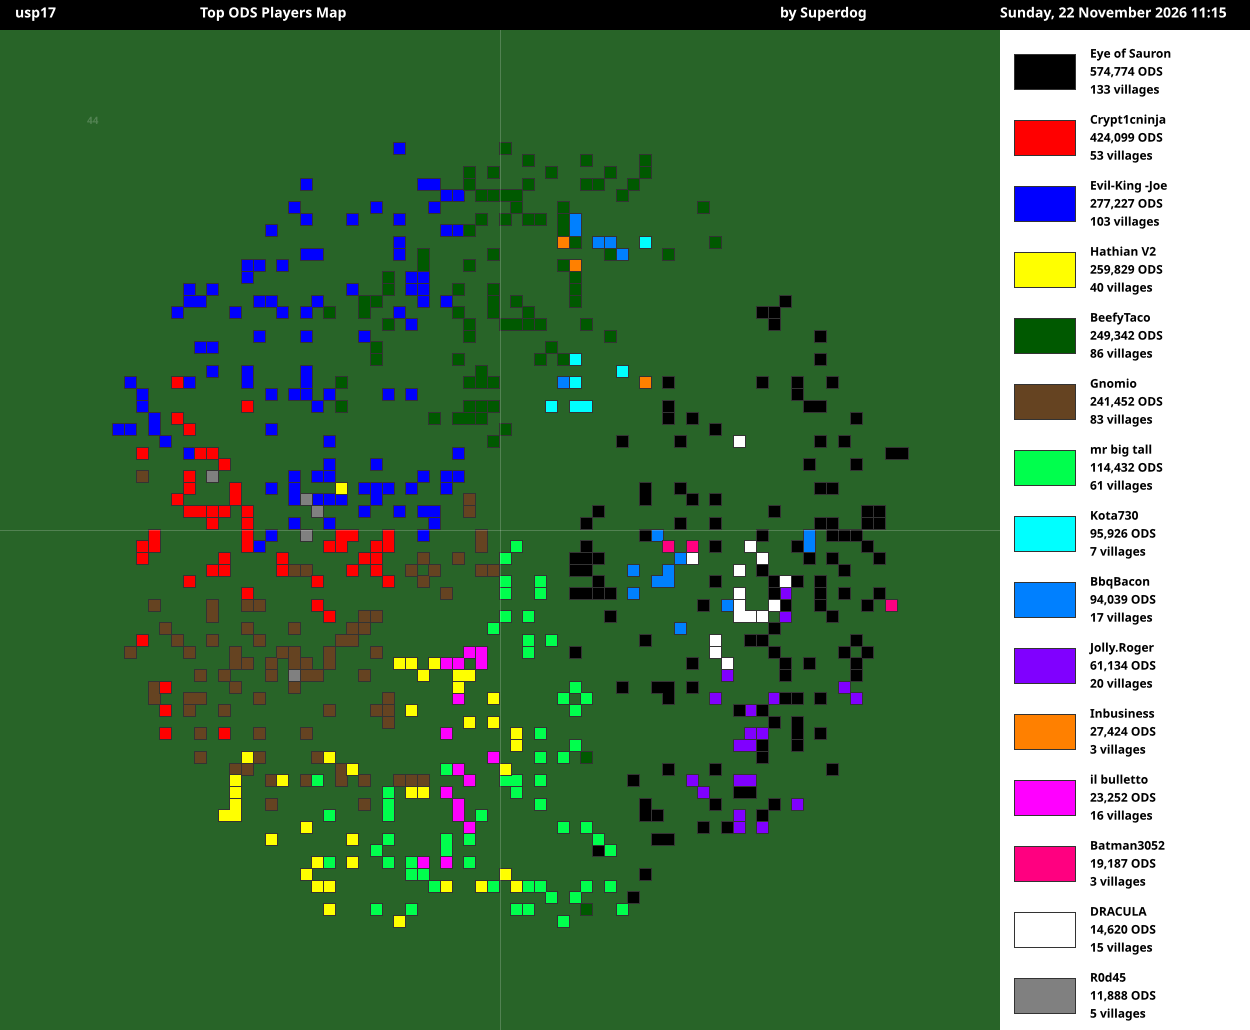 usp17 Top ODS Players Map by Superdog Sunday, 22 November 2026 11:15
44
Eye of Sauron
574,774 ODS
133 villages
Crypt1cninja
424,099 ODS
53 villages
Evil-King -Joe
277,227 ODS
103 villages
Hathian V2
259,829 ODS
40 villages
BeefyTaco
249,342 ODS
86 villages
Gnomio
241,452 ODS
83 villages
mr big tall
114,432 ODS
61 villages
Kota730
95,926 ODS
7 villages
BbqBacon
94,039 ODS
17 villages
Jolly.Roger
61,134 ODS
20 villages
Inbusiness
27,424 ODS
3 villages
il bulletto
23,252 ODS
16 villages
Batman3052
19,187 ODS
3 villages
DRACULA
14,620 ODS
15 villages
R0d45
11,888 ODS
5 villages